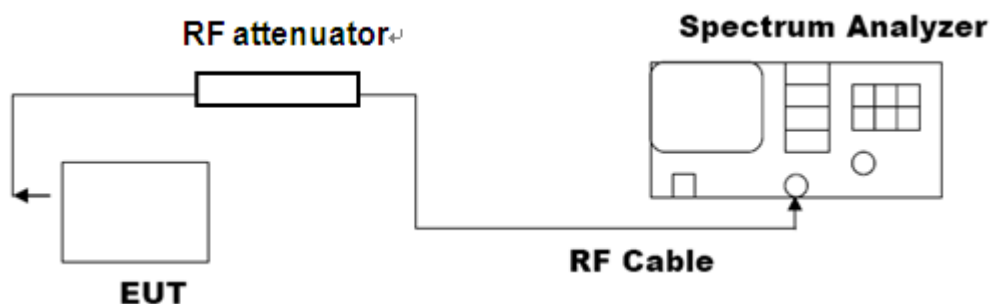 RF attenuator↵
Spectrum Analyzer
RF Cable
EUT